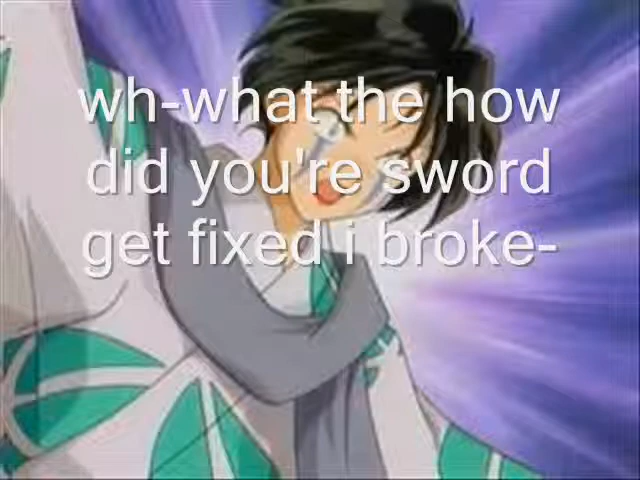 wh-what the how
did you're sword
get fixed i broke-